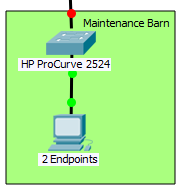 Maintenance Barn
HP ProCurve 2524
2 Endpoints